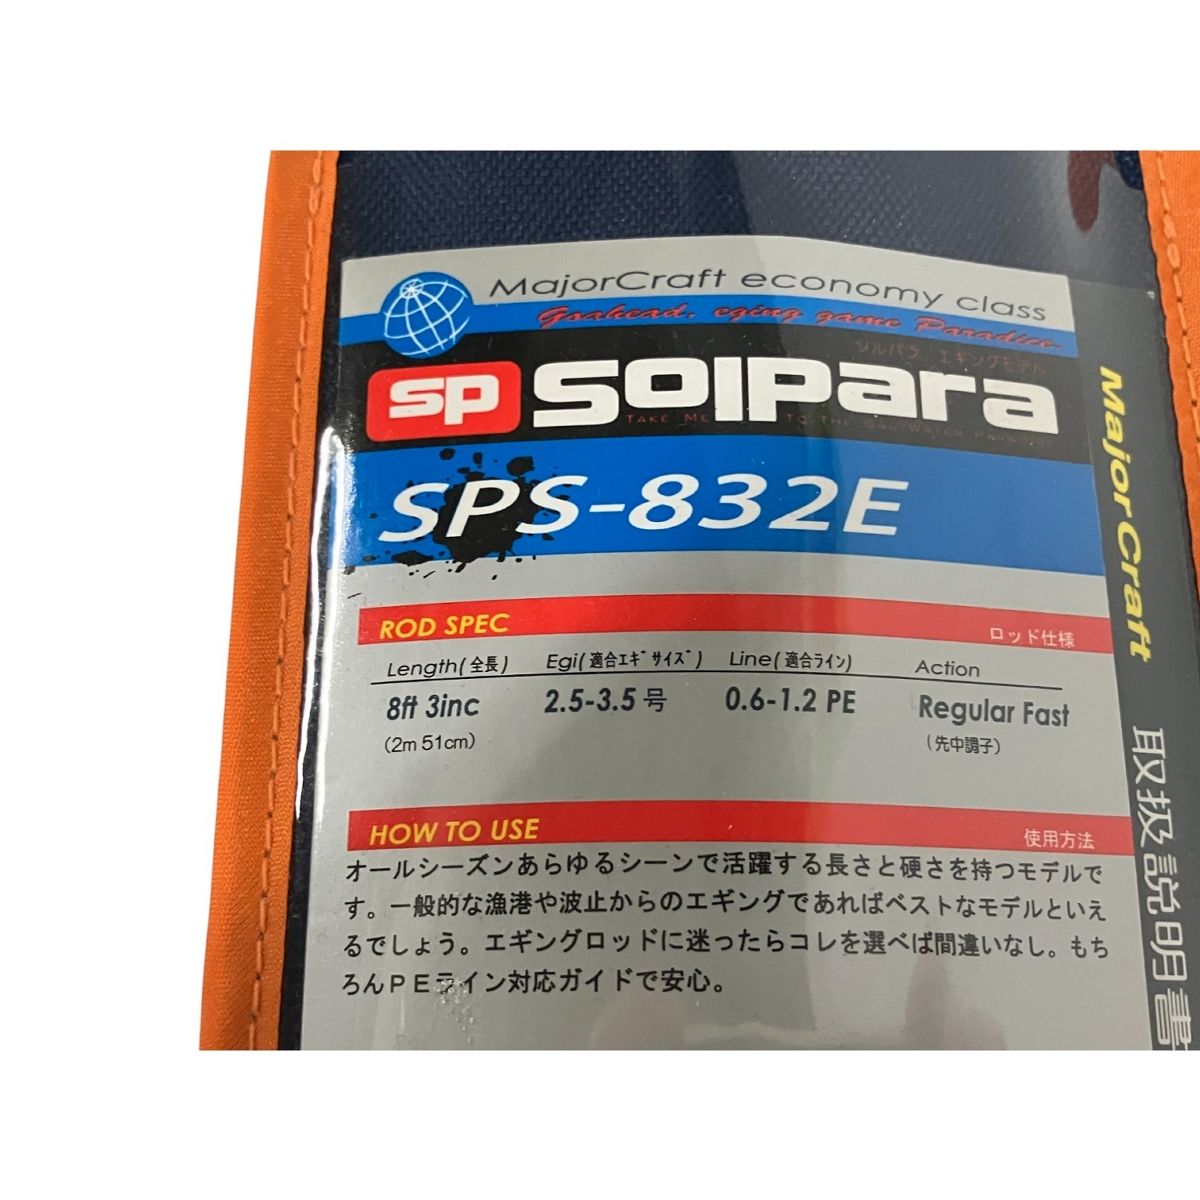 MajorCraft economy class
Goahead. eging game Paradise.
ソルパラ エギングモデル
sp solpara
TAKE ME TO THE SALTWATER PARADISE
SPS-832E
ROD SPEC ロッド仕様
Length(全長) Egi(適合エギサイズ) Line(適合ライン) Action
8ft 3inc 2.5-3.5号 0.6-1.2 PE Regular Fast
(2m 51cm) (先中調子)
HOW TO USE 使用方法
オールシーズンあらゆるシーンで活躍する長さと硬さを持つモデルで
す。一般的な漁港や波止からのエギングであればベストなモデルといえ
るでしょう。エギングロッドに迷ったらコレを選べば間違いなし。もち
ろんPEライン対応ガイドで安心。
MajorCraft 取扱説明書